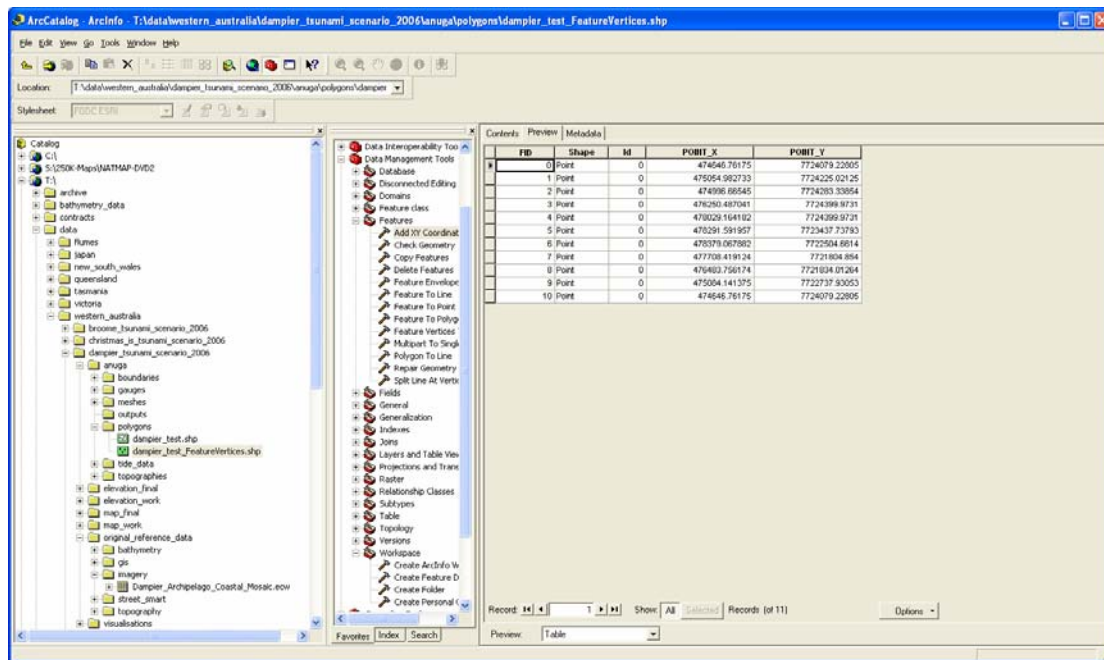 ArcCatalog - ArcInfo - T:\data\western_australia\dampier_tsunami_scenario_2006\anuga\polygons\dampier_test_FeatureVertices.shp
File Edit View Go Tools Window Help
Location: T:\data\western_australia\dampier_tsunami_scenario_2006\anuga\polygons\dampier
Stylesheet: FGDC ESRI
Catalog
C:\
S:\250K-Maps\NATMAP-DVD2
T:\
archive
bathymetry_data
contracts
data
flumes
japan
new_south_wales
queensland
tasmania
victoria
western_australia
broome_tsunami_scenario_2006
christmas_is_tsunami_scenario_2006
dampier_tsunami_scenario_2006
anuga
boundaries
gauges
meshes
outputs
polygons
dampier_test.shp
dampier_test_FeatureVertices.shp
tide_data
topographies
elevation_final
elevation_work
map_final
map_work
original_reference_data
bathymetry
gis
imagery
Dampier_Archipelago_Coastal_Mosaic.ecw
street_smart
topography
visualisations
Data Interoperability Too
Data Management Tools
Database
Disconnected Editing
Domains
Feature class
Features
Add XY Coordinat
Check Geometry
Copy Features
Delete Features
Feature Envelope
Feature To Line
Feature To Point
Feature To Polyg
Feature Vertices
Multipart To Singl
Polygon To Line
Repair Geometry
Split Line At Verti
Fields
General
Generalization
Indexes
Joins
Layers and Table View
Projections and Trans
Raster
Relationship Classes
Subtypes
Table
Topology
Versions
Workspace
Create ArcInfo W
Create Feature D
Create Folder
Create Personal G
Favorites Index Search
Contents Preview Metadata
FID Shape Id POINT_X POINT_Y
0 Point 0 474646.76175 7724079.22805
1 Point 0 475054.982733 7724225.02125
2 Point 0 474996.66545 7724283.33854
3 Point 0 476250.487041 7724399.9731
4 Point 0 478029.164182 7724399.9731
5 Point 0 478291.591957 7723437.73793
6 Point 0 478379.067882 7722504.6614
7 Point 0 477708.419124 7721804.854
8 Point 0 476483.756174 7721834.01264
9 Point 0 475084.141375 7722737.93053
10 Point 0 474646.76175 7724079.22805
Record: 1 Show: All Selected Records (of 11) Options
Preview: Table